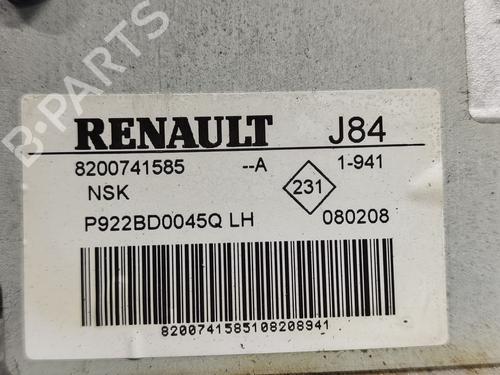 B-PARTS
RENAULT J84
8200741585 --A 1-941
NSK 231
P922BD0045Q LH 080208
8200741585108208941